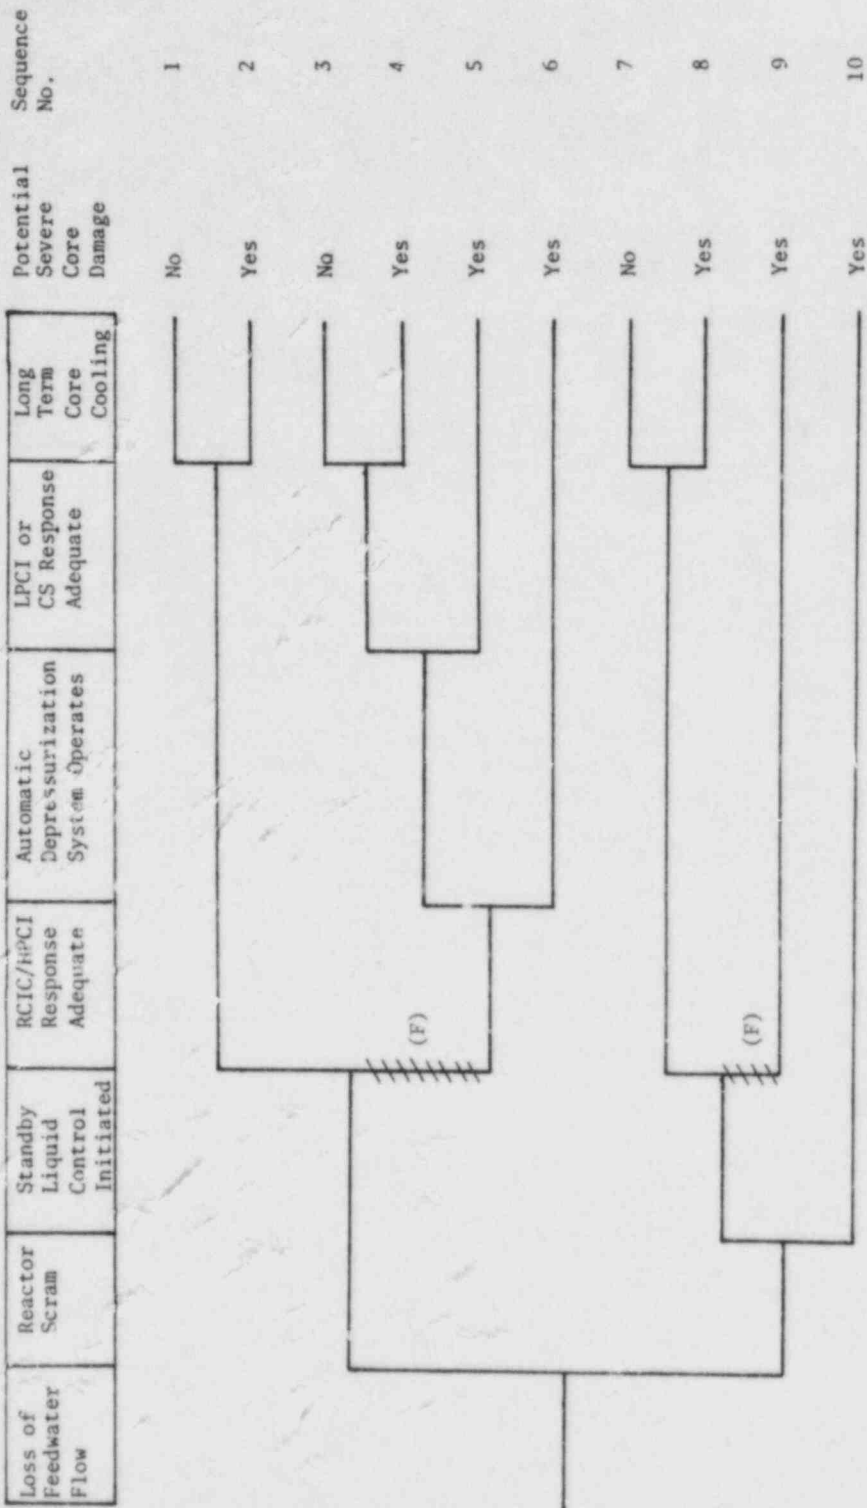 Loss of
Feedwater
Flow
Reactor
Scram
Standby
Liquid
Control
Initiated
RCIC/HPCI
Response
Adequate
Automatic
Depressurization
System Operates
LPCI or
CS Response
Adequate
Long
Term
Core
Cooling
Potential
Severe
Core
Damage
Sequence
No.
No
1
Yes
2
No
3
Yes
4
Yes
5
Yes
6
No
7
Yes
8
Yes
9
Yes
10
(F)
(F)